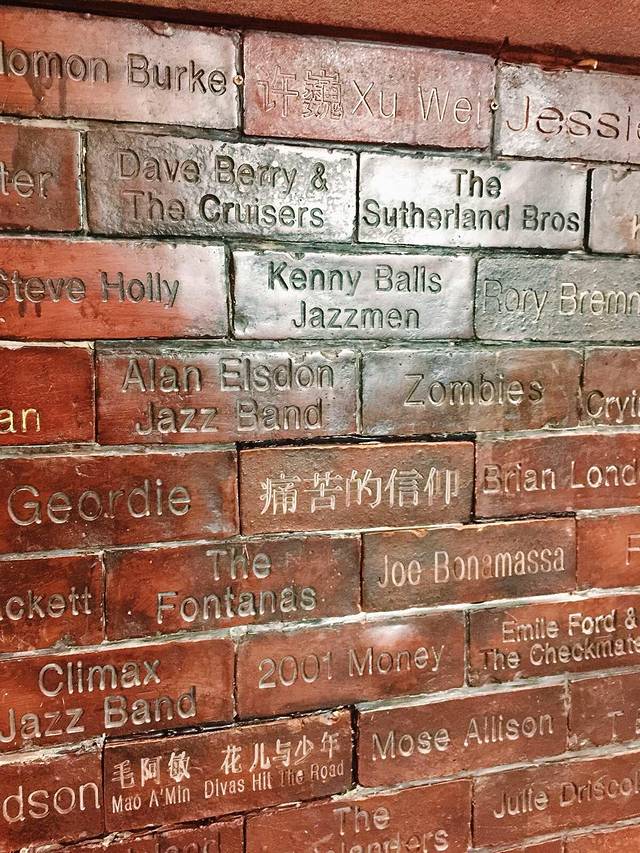 lomon Burke
许巍 Xu Wei
Jessie
ter
Dave Berry &
The Cruisers
The
Sutherland Bros
Steve Holly
Kenny Balls
Jazzmen
Rory Bremn
an
Alan Elsdon
Jazz Band
Zombies
Cryin
Geordie
痛苦的信仰
Brian Lond
ckett
The
Fontanas
Joe Bonamassa
F
Climax
Jazz Band
2001 Money
Emile Ford &
The Checkmate
dson
毛阿敏 花儿与少年
Mao A'Min Divas Hit The Road
Mose Allison
T
Julie Driscol
The